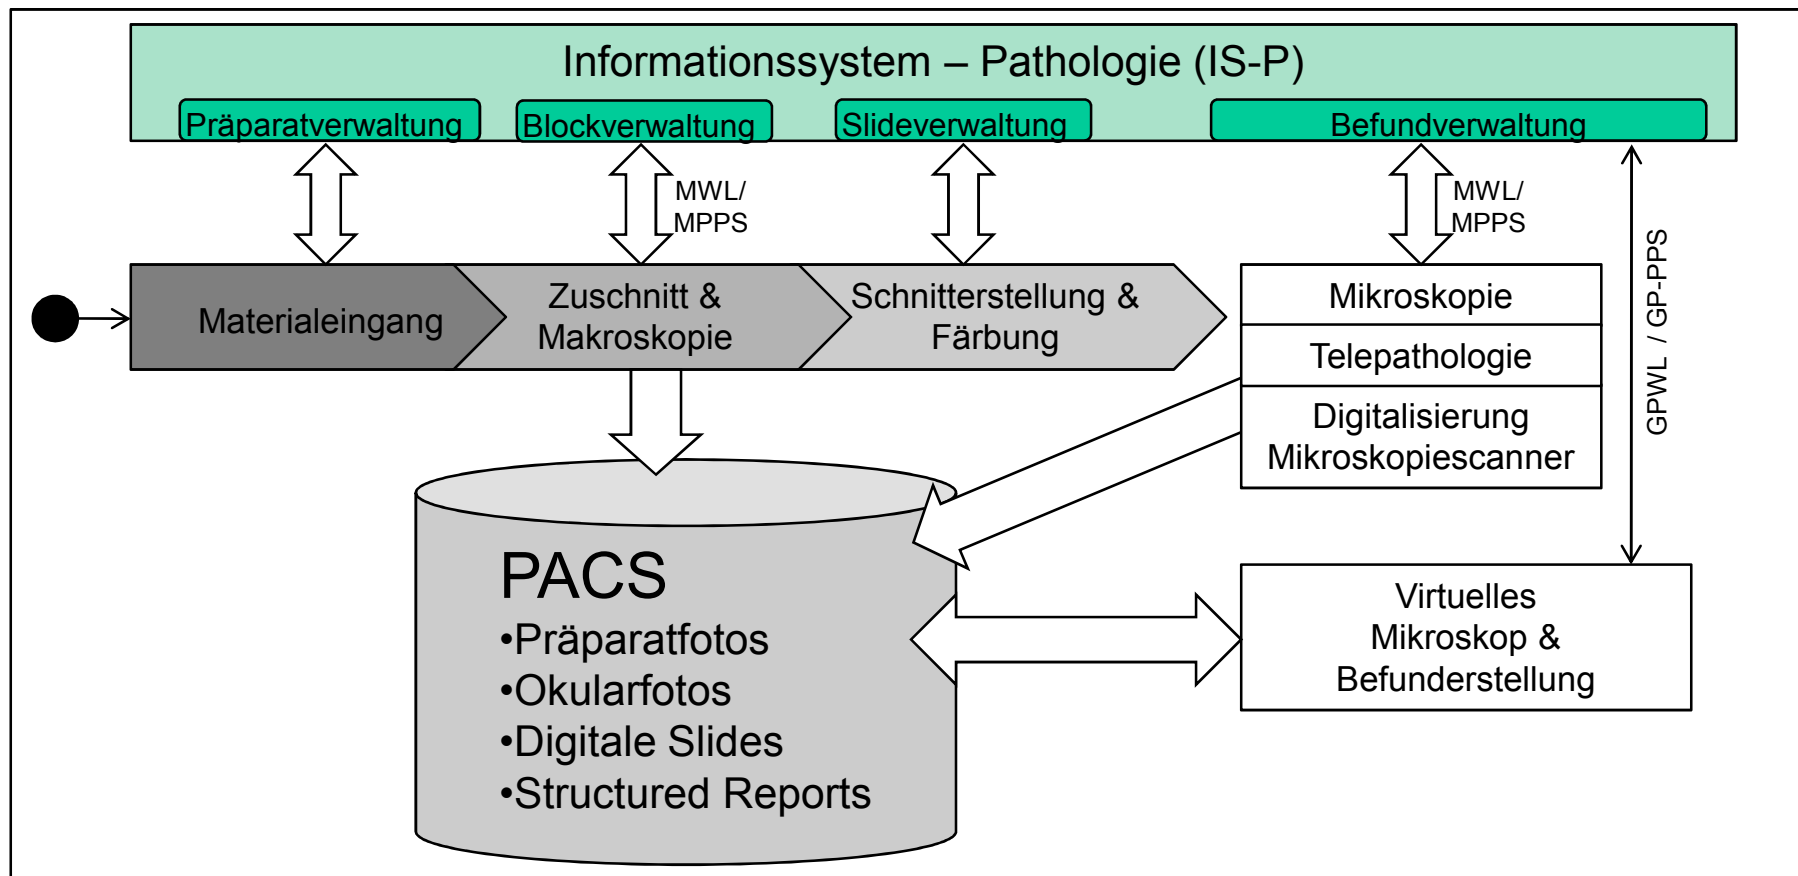 Informationssystem – Pathologie (IS-P)
Präparatverwaltung
Blockverwaltung
Slideverwaltung
Befundverwaltung
MWL/
MPPS
MWL/
MPPS
GPWL / GP-PPS
Materialeingang
Zuschnitt &
Makroskopie
Schnitterstellung &
Färbung
Mikroskopie
Telepathologie
Digitalisierung
Mikroskopiescanner
PACS
•Präparatfotos
•Okularfotos
•Digitale Slides
•Structured Reports
Virtuelles
Mikroskop &
Befunderstellung